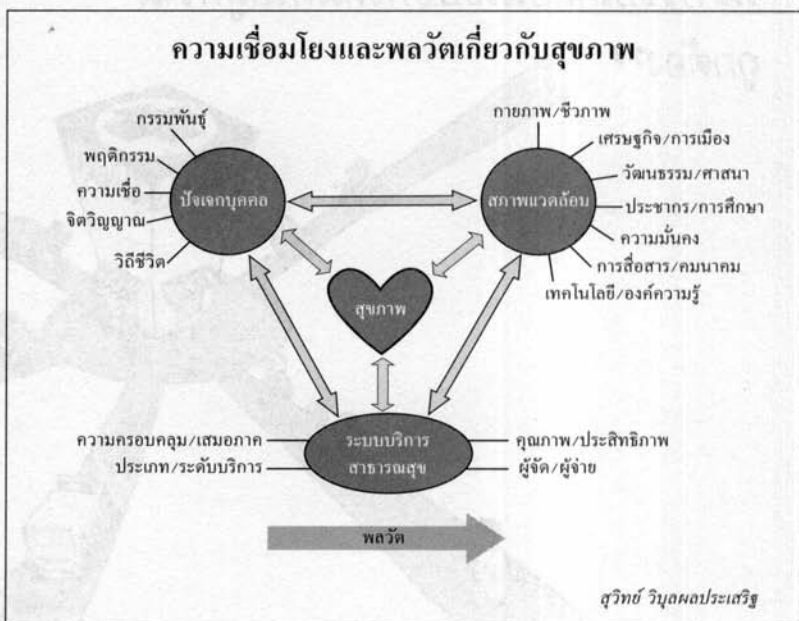 ความเชื่อมโยงและพลวัตเกี่ยวกับสุขภาพ
กรรมพันธุ์
พฤติกรรม
ความเชื่อ
จิตวิญญาณ
วิถีชีวิต
ปัจเจกบุคคล
กายภาพ/ชีวภาพ
เศรษฐกิจ/การเมือง
วัฒนธรรม/ศาสนา
ประชากร/การศึกษา
ความมั่นคง
การสื่อสาร/คมนาคม
เทคโนโลยี/องค์ความรู้
สภาพแวดล้อม
สุขภาพ
ความครอบคลุม/เสมอภาค
ประเภท/ระดับบริการ
ระบบบริการ
สาธารณสุข
คุณภาพ/ประสิทธิภาพ
ผู้จัด/ผู้จ่าย
พลวัต
สุวิทย์ วิบุลผลประเสริฐ